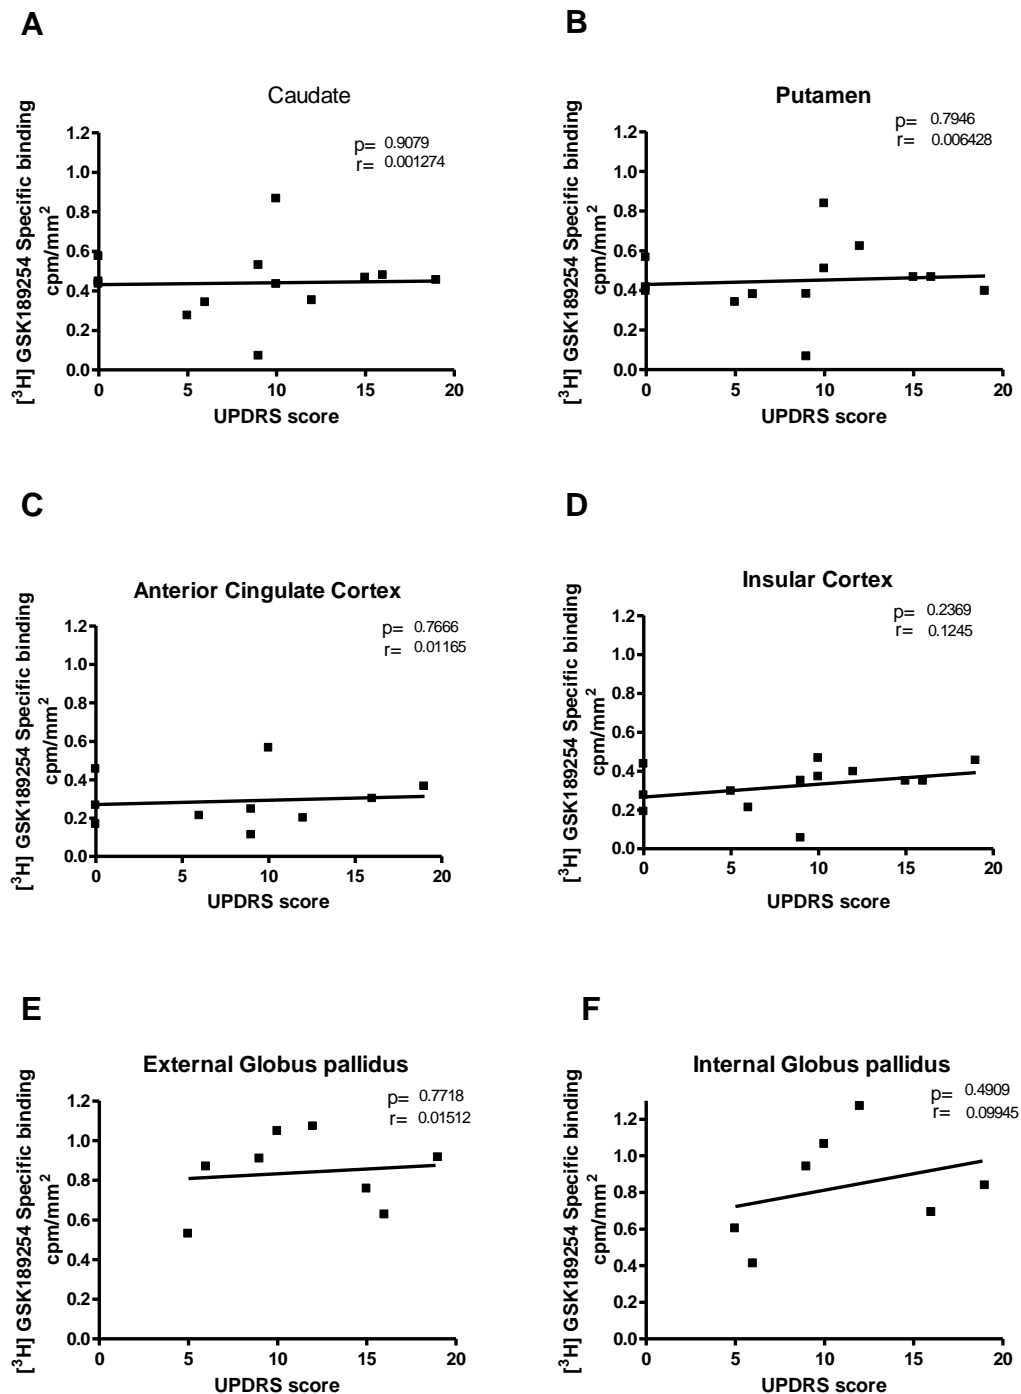 A
Caudate
p= 0.9079
r= 0.001274
[³H] GSK189254 Specific binding
cpm/mm²
1.2
1.0
0.8
0.6
0.4
0.2
0.0
0 5 10 15 20
UPDRS score
B
Putamen
p= 0.7946
r= 0.006428
[³H] GSK189254 Specific binding
cpm/mm²
1.2
1.0
0.8
0.6
0.4
0.2
0.0
0 5 10 15 20
UPDRS score
C
Anterior Cingulate Cortex
p= 0.7666
r= 0.01165
[³H] GSK189254 Specific binding
cpm/mm²
1.2
1.0
0.8
0.6
0.4
0.2
0.0
0 5 10 15 20
UPDRS score
D
Insular Cortex
p= 0.2369
r= 0.1245
[³H] GSK189254 Specific binding
cpm/mm²
1.2
1.0
0.8
0.6
0.4
0.2
0.0
0 5 10 15 20
UPDRS score
E
External Globus pallidus
p= 0.7718
r= 0.01512
[³H] GSK189254 Specific binding
cpm/mm²
1.2
1.0
0.8
0.6
0.4
0.2
0.0
0 5 10 15 20
UPDRS score
F
Internal Globus pallidus
p= 0.4909
r= 0.09945
[³H] GSK189254 Specific binding
cpm/mm²
1.2
1.0
0.8
0.6
0.4
0.2
0.0
0 5 10 15 20
UPDRS score